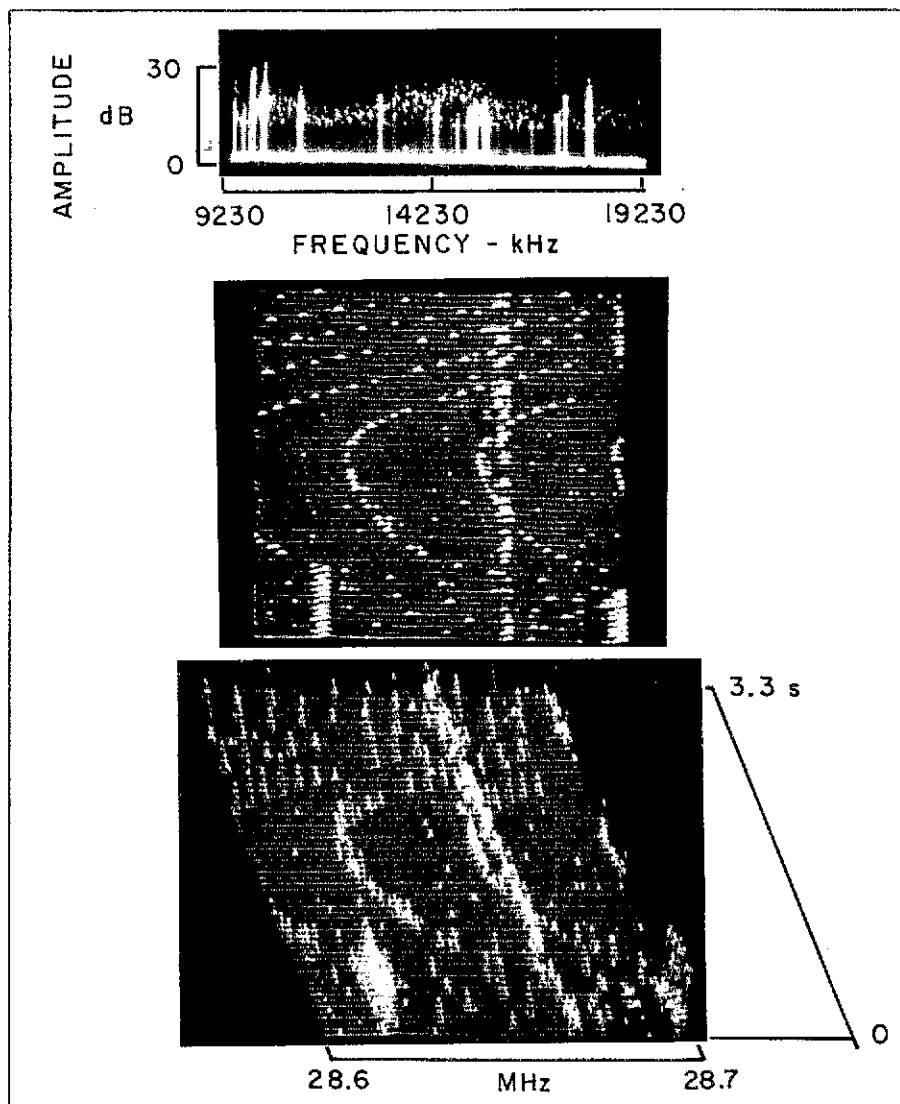 AMPLITUDE
30
dB
0
9230 14230 19230
FREQUENCY - kHz
3.3 s
0
28.6 MHz 28.7